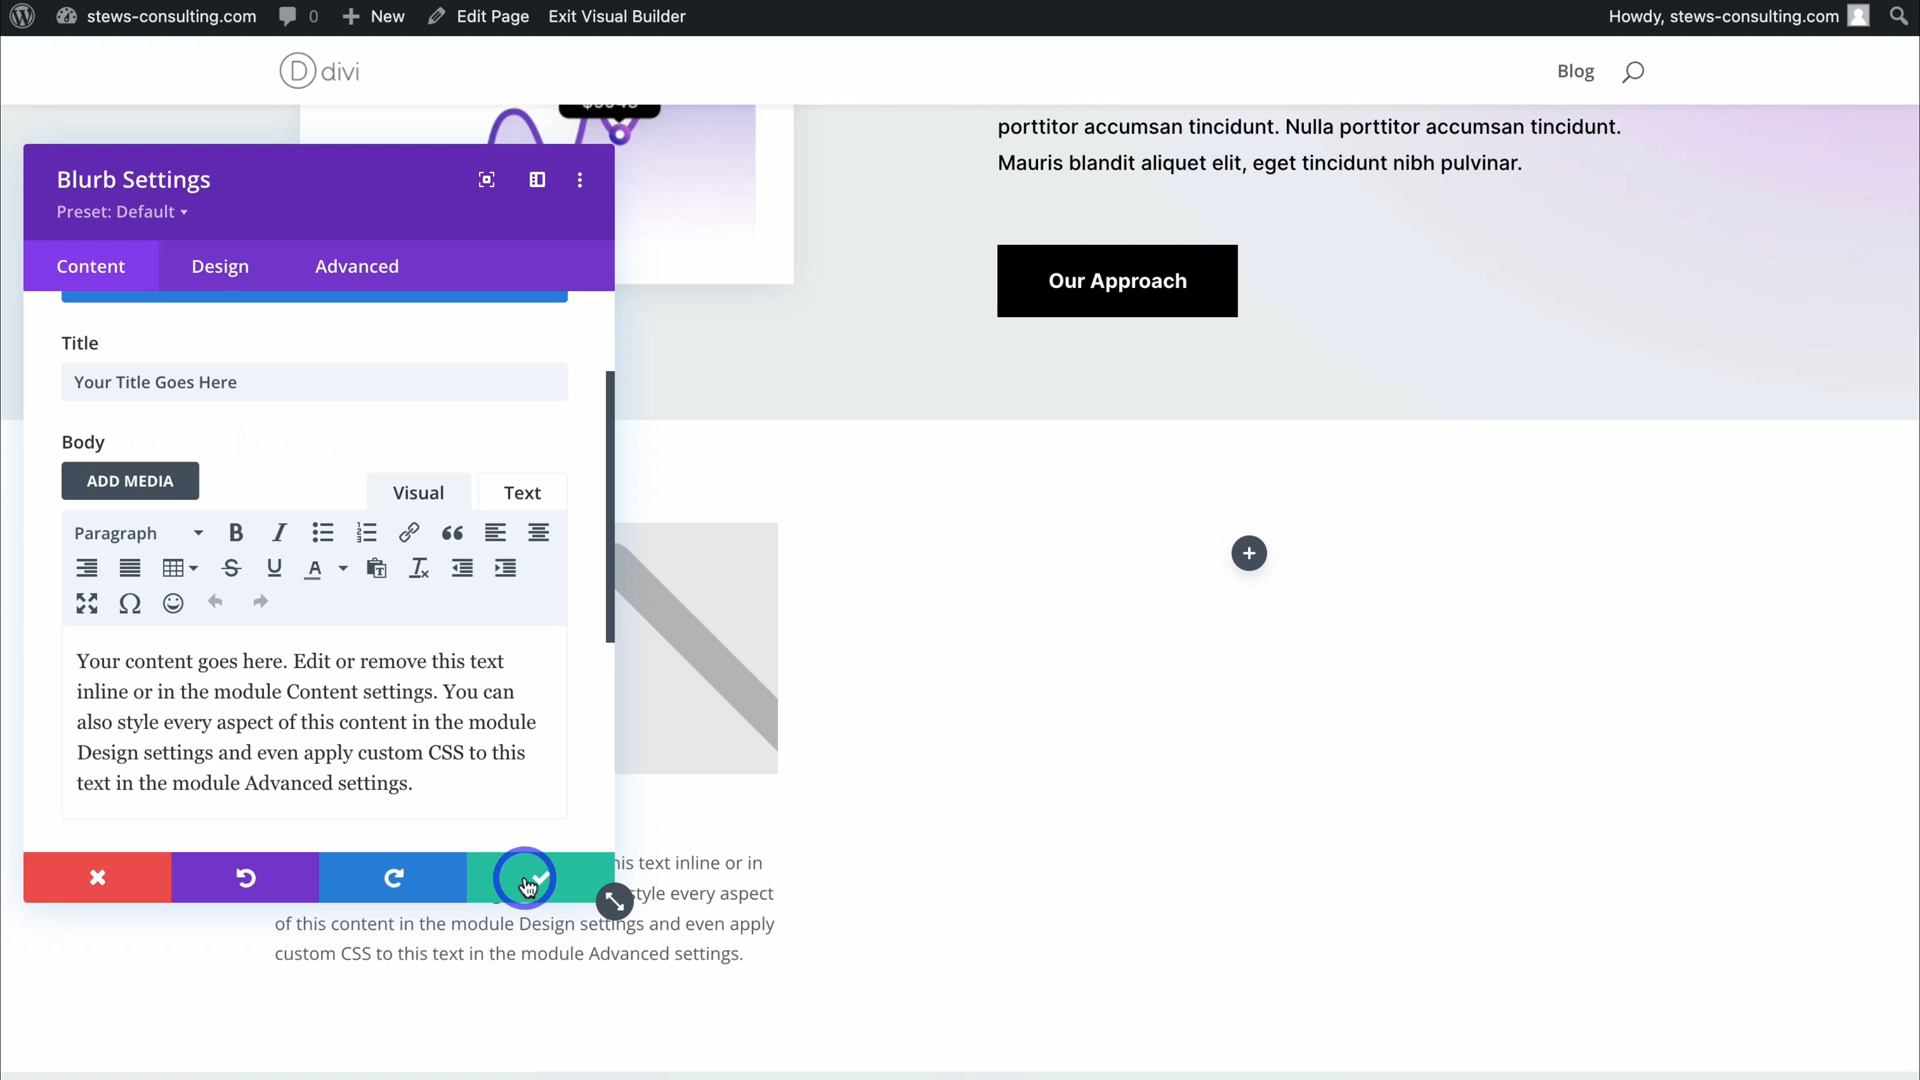 stews-consulting.com 0 New Edit Page Exit Visual Builder Howdy, stews-consulting.com
D divi Blog
porttitor accumsan tincidunt. Nulla porttitor accumsan tincidunt.
Mauris blandit aliquet elit, eget tincidunt nibh pulvinar.
Our Approach
Blurb Settings
Preset: Default
Content Design Advanced
Title
Your Title Goes Here
Body
ADD MEDIA
Visual Text
Paragraph
Your content goes here. Edit or remove this text
inline or in the module Content settings. You can
also style every aspect of this content in the module
Design settings and even apply custom CSS to this
text in the module Advanced settings.
his text inline or in
style every aspect
of this content in the module Design settings and even apply
custom CSS to this text in the module Advanced settings.